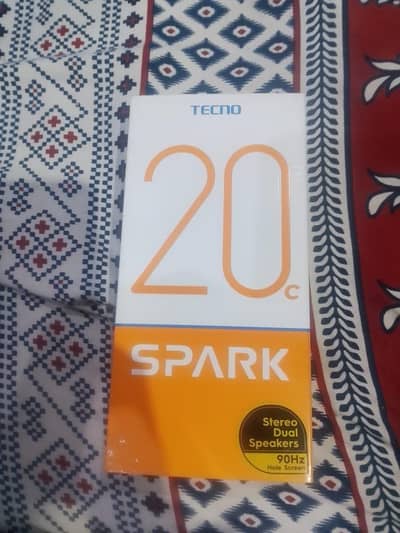 TECNO
20C
SPARK
Stereo
Dual
Speakers
90Hz
Hole Screen